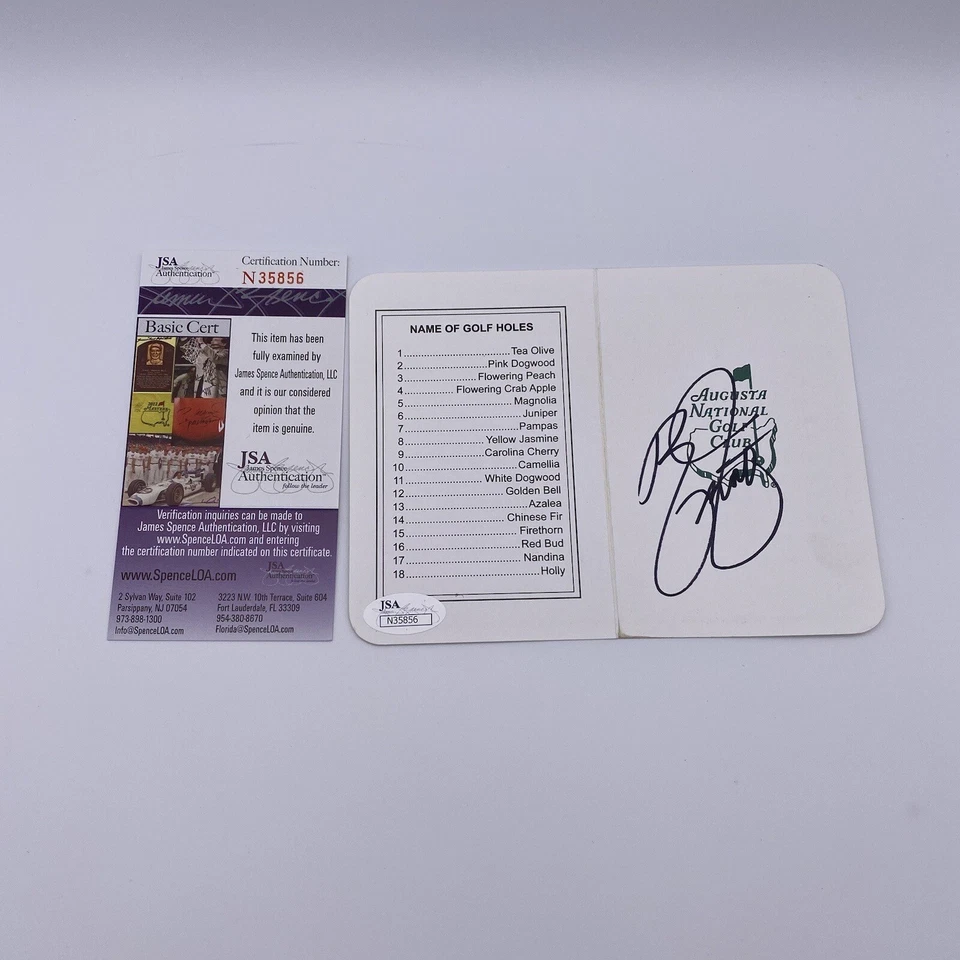 JSA
James Spence
Authentication
Certification Number:
N35856
Basic Cert
This item has been
fully examined by
James Spence Authentication, LLC
and it is our considered
opinion that the
item is genuine.
JSA
James Spence
Authentication
follow the leader
Verification inquiries can be made to
James Spence Authentication, LLC by visiting
www.SpenceLOA.com and entering
the certification number indicated on this certificate.
www.SpenceLOA.com
JSA
Authentication
2 Sylvan Way, Suite 102
Parsippany, NJ 07054
973-898-1300
Info@SpenceLOA.com
3223 N.W. 10th Terrace, Suite 604
Fort Lauderdale, FL 33309
954-380-8670
Florida@SpenceLOA.com
NAME OF GOLF HOLES
1..................................Tea Olive
2..........................Pink Dogwood
3.......................Flowering Peach
4................Flowering Crab Apple
5...................................Magnolia
6......................................Juniper
7.....................................Pampas
8..........................Yellow Jasmine
9.........................Carolina Cherry
10....................................Camellia
11.........................White Dogwood
12................................Golden Bell
13.......................................Azalea
14................................Chinese Fir
15....................................Firethorn
16.....................................Red Bud
17.....................................Nandina
18...........................................Holly
JSA
N35856
AUGUSTA
NATIONAL
GOLF
CLUB